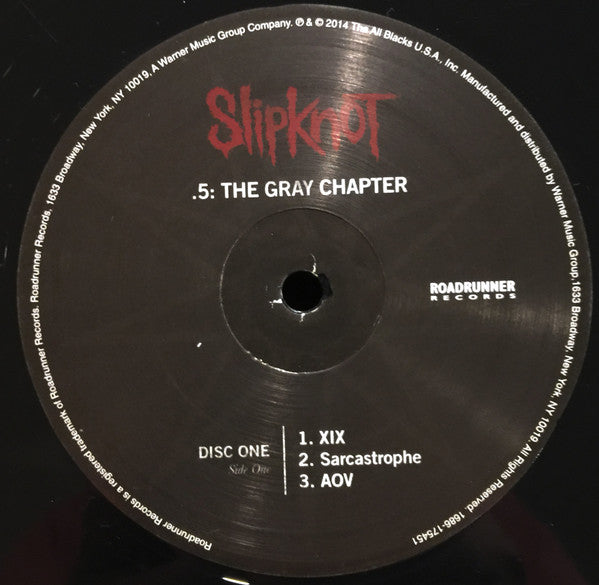 Slipknot
.5: THE GRAY CHAPTER
ROADRUNNER
RECORDS
DISC ONE
Side One
1. XIX
2. Sarcastrophe
3. AOV
Roadrunner Records is a registered trademark of Roadrunner Records. Roadrunner Records, 1633 Broadway, New York, NY 10019, A Warner Music Group Company. ℗ & © 2014 The All Blacks U.S.A., Inc. Manufactured and distributed by Warner Music Group,1633 Broadway, New York, NY 10019. All Rights Reserved. 1686-175451